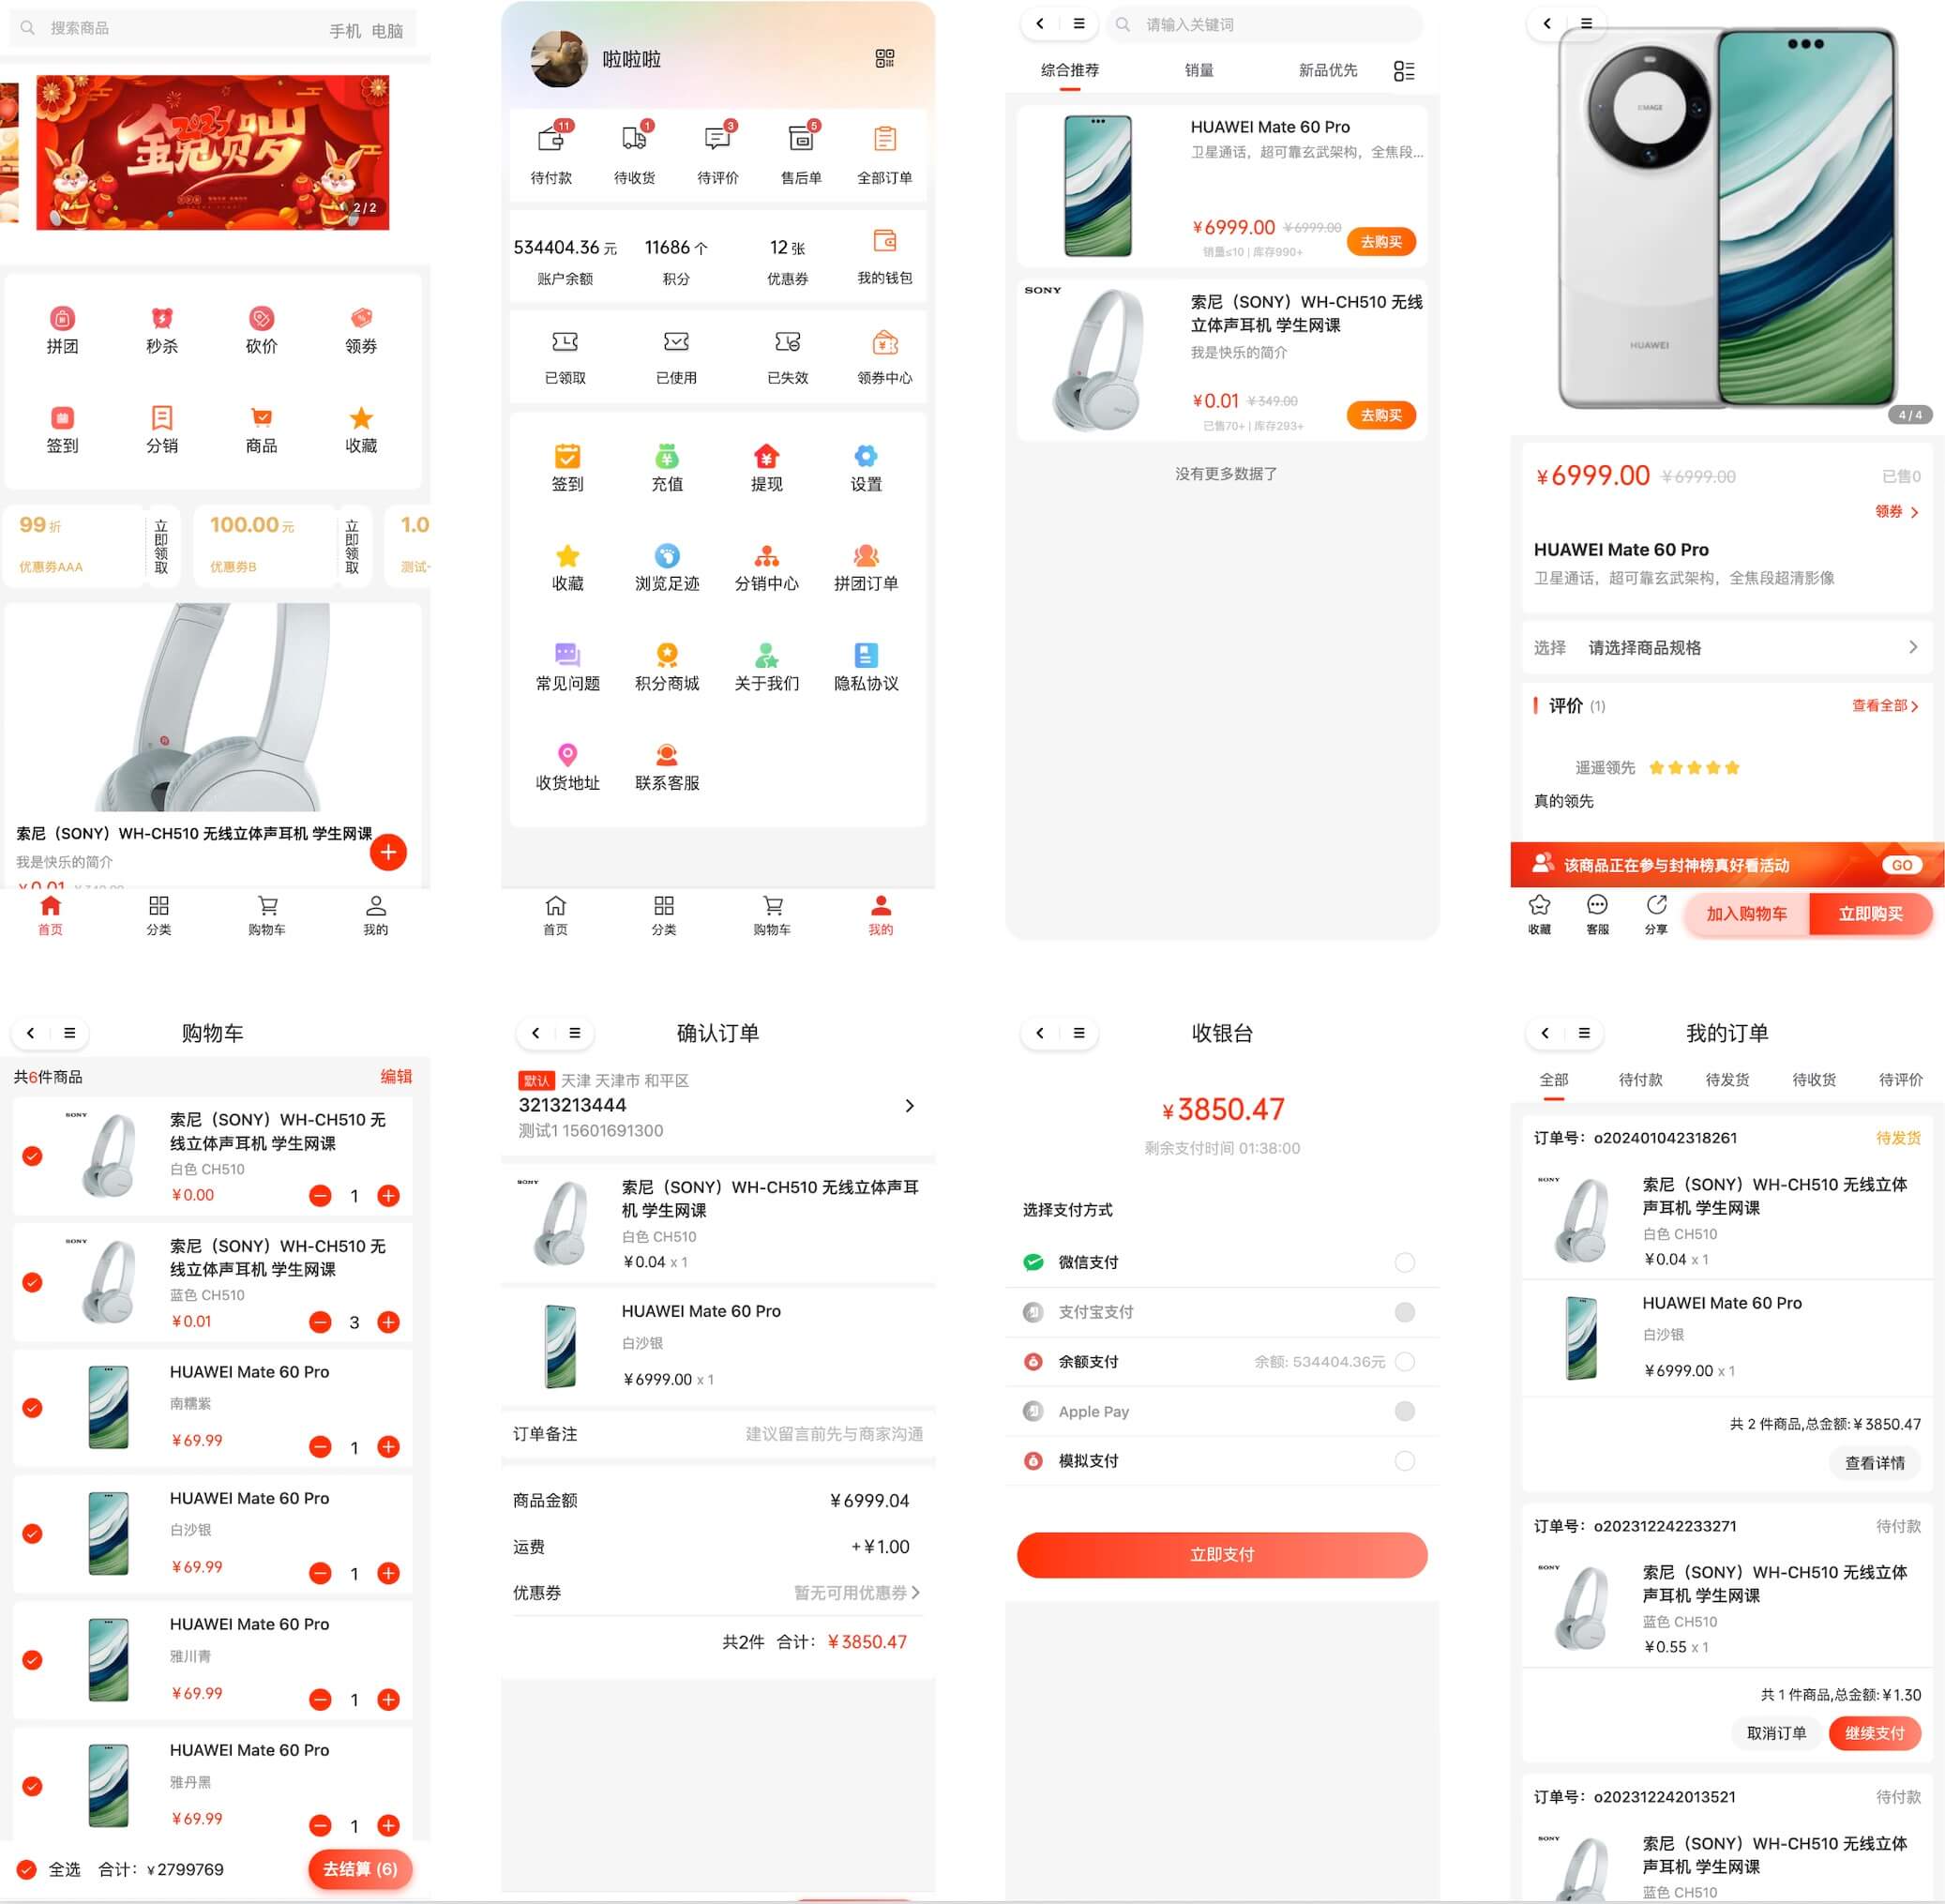 搜索商品
手机 电脑
2023
金兔贺岁
2/2
拼团 秒杀 砍价 领券
签到 分销 商品 收藏
99折
优惠券AAA
立即领取
100.00元
优惠券B
立即领取
1.0
测试-
索尼（SONY）WH-CH510 无线立体声耳机 学生网课
我是快乐的简介
¥0.01 ¥349.00
首页 分类 购物车 我的
啦啦啦
11 1 3 5
待付款 待收货 待评价 售后单 全部订单
534404.36 元 11686 个 12 张
账户余额 积分 优惠券 我的钱包
已领取 已使用 已失效 领券中心
签到 充值 提现 设置
收藏 浏览足迹 分销中心 拼团订单
常见问题 积分商城 关于我们 隐私协议
收货地址 联系客服
首页 分类 购物车 我的
请输入关键词
综合推荐 销量 新品优先
HUAWEI Mate 60 Pro
卫星通话，超可靠玄武架构，全焦段...
¥6999.00 ¥6999.00
销量≤10 | 库存990+
去购买
SONY
索尼（SONY）WH-CH510 无线
立体声耳机 学生网课
我是快乐的简介
¥0.01 ¥349.00
已售70+ | 库存293+
去购买
没有更多数据了
XMAGE
HUAWEI
4/4
¥6999.00 ¥6999.00
已售0
领券
HUAWEI Mate 60 Pro
卫星通话，超可靠玄武架构，全焦段超清影像
选择 请选择商品规格
评价 (1)
查看全部
遥遥领先
真的领先
该商品正在参与封神榜真好看活动
GO
收藏 客服 分享
加入购物车 立即购买
购物车
共6件商品
编辑
SONY
索尼（SONY）WH-CH510 无
线立体声耳机 学生网课
白色 CH510
¥0.00
1
SONY
索尼（SONY）WH-CH510 无
线立体声耳机 学生网课
蓝色 CH510
¥0.01
3
HUAWEI Mate 60 Pro
南糯紫
¥69.99
1
HUAWEI Mate 60 Pro
白沙银
¥69.99
1
HUAWEI Mate 60 Pro
雅川青
¥69.99
1
HUAWEI Mate 60 Pro
雅丹黑
¥69.99
1
全选 合计：¥2799769
去结算 (6)
确认订单
默认 天津 天津市 和平区
3213213444
测试1 15601691300
SONY
索尼（SONY）WH-CH510 无线立体声耳
机 学生网课
白色 CH510
¥0.04 x 1
HUAWEI Mate 60 Pro
白沙银
¥6999.00 x 1
订单备注 建议留言前先与商家沟通
商品金额 ¥6999.04
运费 +¥1.00
优惠券 暂无可用优惠券
共2件 合计：¥3850.47
收银台
¥3850.47
剩余支付时间 01:38:00
选择支付方式
微信支付
支付宝支付
余额支付 余额: 534404.36元
Apple Pay
模拟支付
立即支付
我的订单
全部 待付款 待发货 待收货 待评价
订单号：o202401042318261 待发货
SONY
索尼（SONY）WH-CH510 无线立体
声耳机 学生网课
白色 CH510
¥0.04 x 1
HUAWEI Mate 60 Pro
白沙银
¥6999.00 x 1
共 2 件商品,总金额:¥3850.47
查看详情
订单号：o202312242233271 待付款
SONY
索尼（SONY）WH-CH510 无线立体
声耳机 学生网课
蓝色 CH510
¥0.55 x 1
共 1 件商品,总金额:¥1.30
取消订单 继续支付
订单号：o202312242013521 待付款
SONY
索尼（SONY）WH-CH510 无线立体
声耳机 学生网课
蓝色 CH510